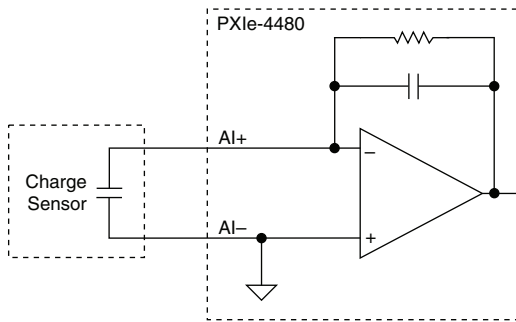 PXIe-4480
AI+
–
Charge
Sensor
AI–
+